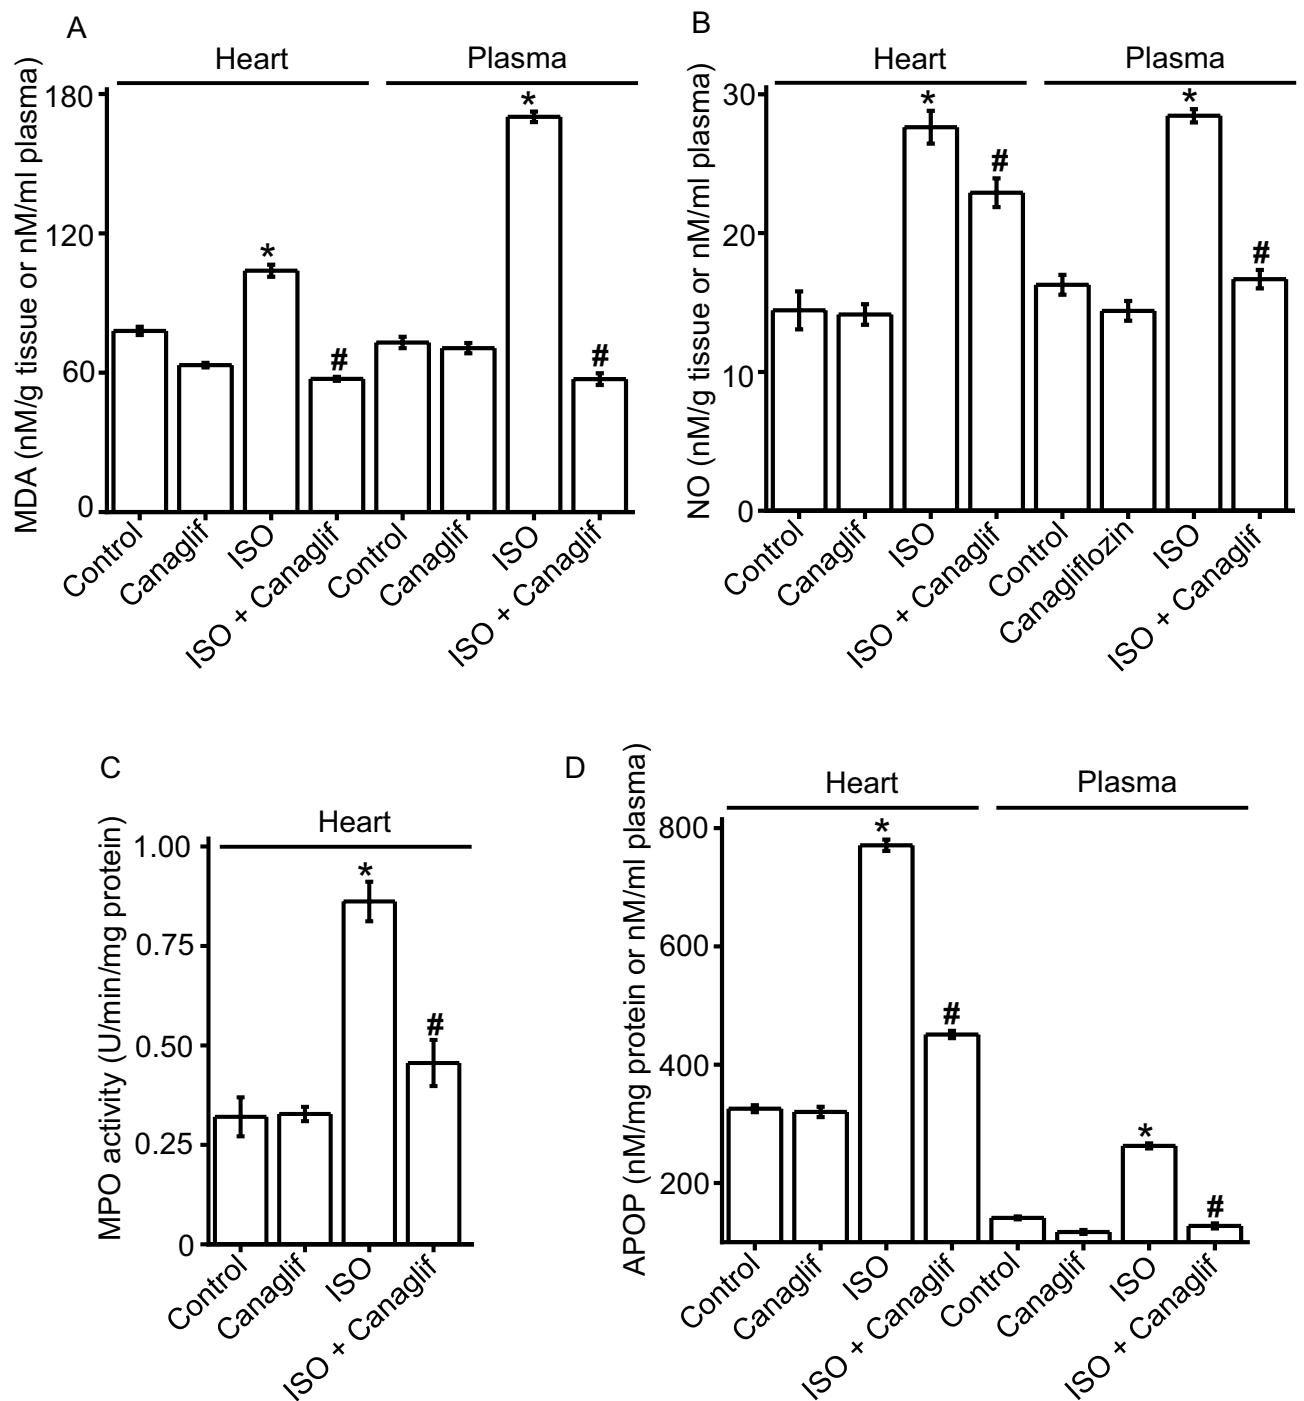 A
Heart
Plasma
MDA (nM/g tissue or nM/ml plasma)
180
120
60
0
*
#
*
#
Control
Canaglif
ISO
ISO + Canaglif
Control
Canaglif
ISO
ISO + Canaglif
B
Heart
Plasma
NO (nM/g tissue or nM/ml plasma)
30
20
10
0
*
#
*
#
Control
Canaglif
ISO
ISO + Canaglif
Control
Canagliflozin
ISO
ISO + Canaglif
C
Heart
MPO activity (U/min/mg protein)
1.00
0.75
0.50
0.25
0
*
#
Control
Canaglif
ISO
ISO + Canaglif
D
Heart
Plasma
APOP (nM/mg protein or nM/ml plasma)
800
600
400
200
*
#
*
#
Control
Canaglif
ISO
ISO + Canaglif
Control
Canaglif
ISO
ISO + Canaglif